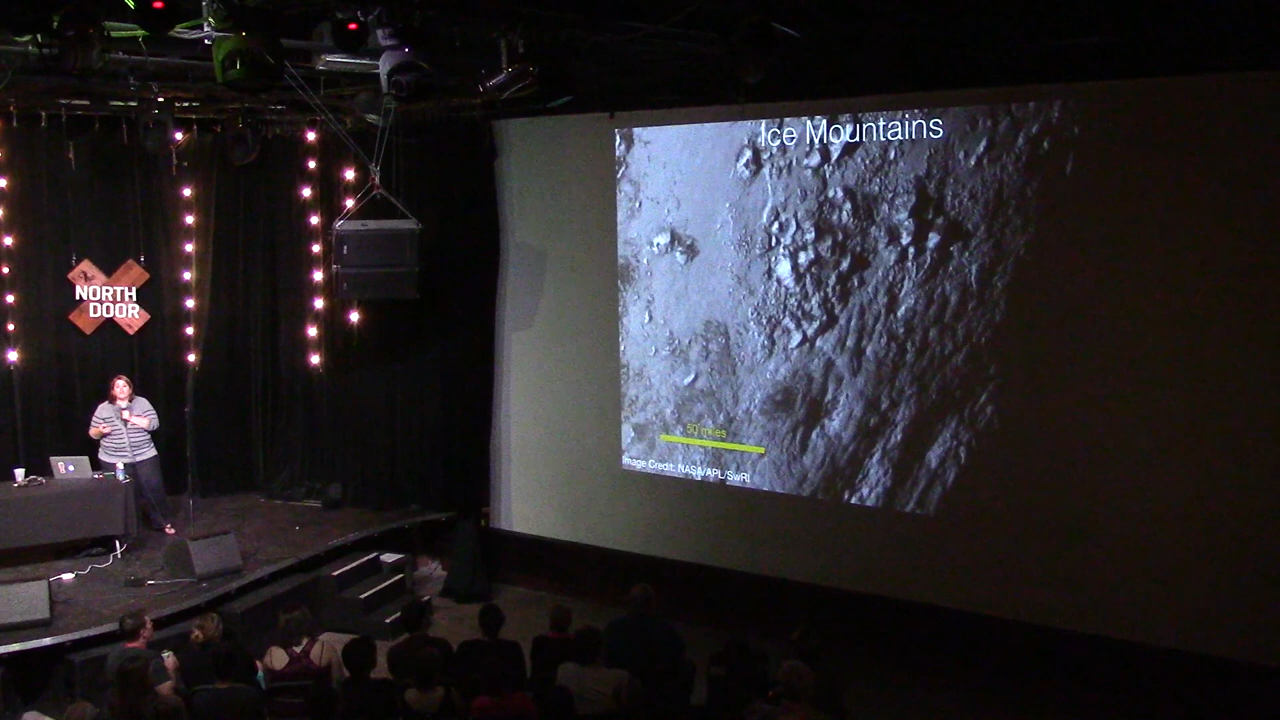 Ice Mountains
NORTH
DOOR
50 miles
Image Credit: NASA/APL/SwRI